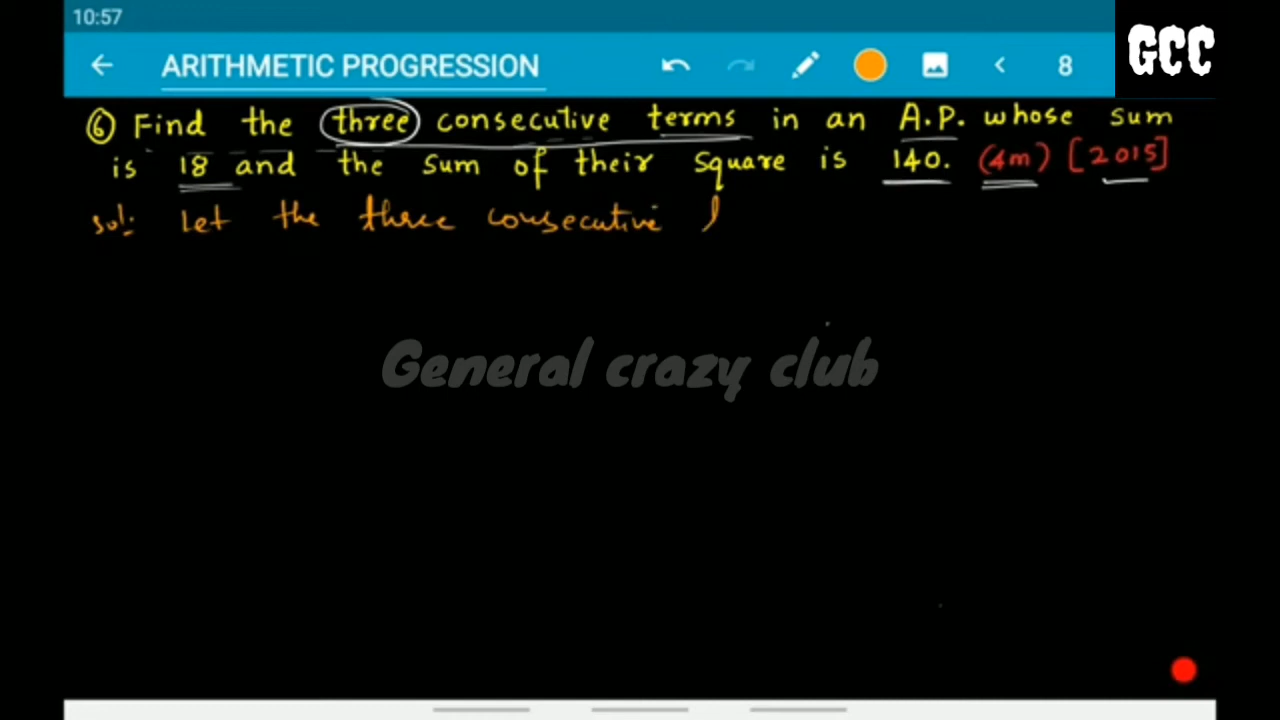 10:57
ARITHMETIC PROGRESSION
8
GCC
⑥ Find the three consecutive terms in an A.P. whose sum
is 18 and the sum of their square is 140. (4m) [2015]
sol: Let the three consecutive
General crazy club